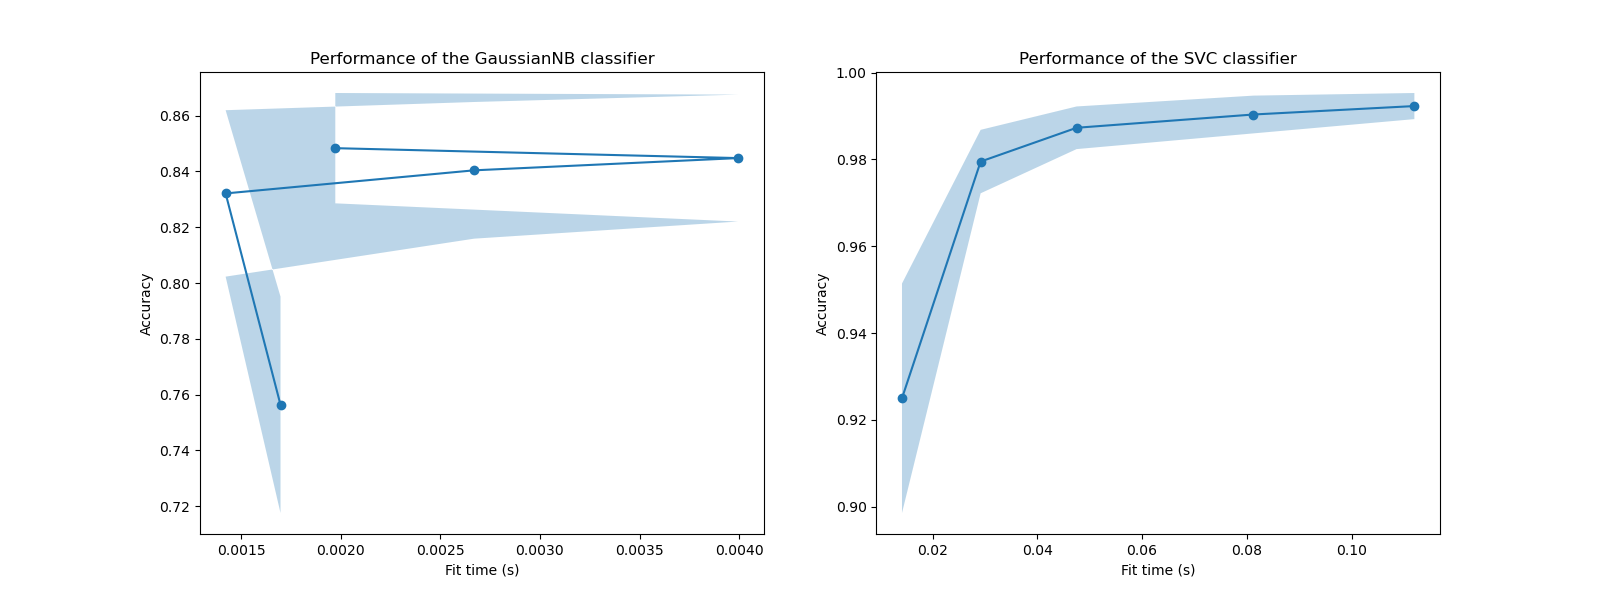 Performance of the GaussianNB classifier
Accuracy
0.86
0.84
0.82
0.80
0.78
0.76
0.74
0.72
0.0015 0.0020 0.0025 0.0030 0.0035 0.0040
Fit time (s)
Performance of the SVC classifier
Accuracy
1.00
0.98
0.96
0.94
0.92
0.90
0.02 0.04 0.06 0.08 0.10
Fit time (s)